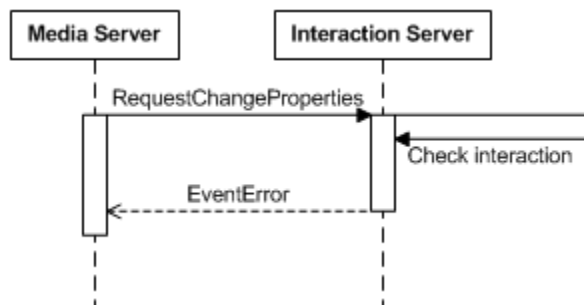 Media Server
Interaction Server
RequestChangeProperties
Check interaction
EventError